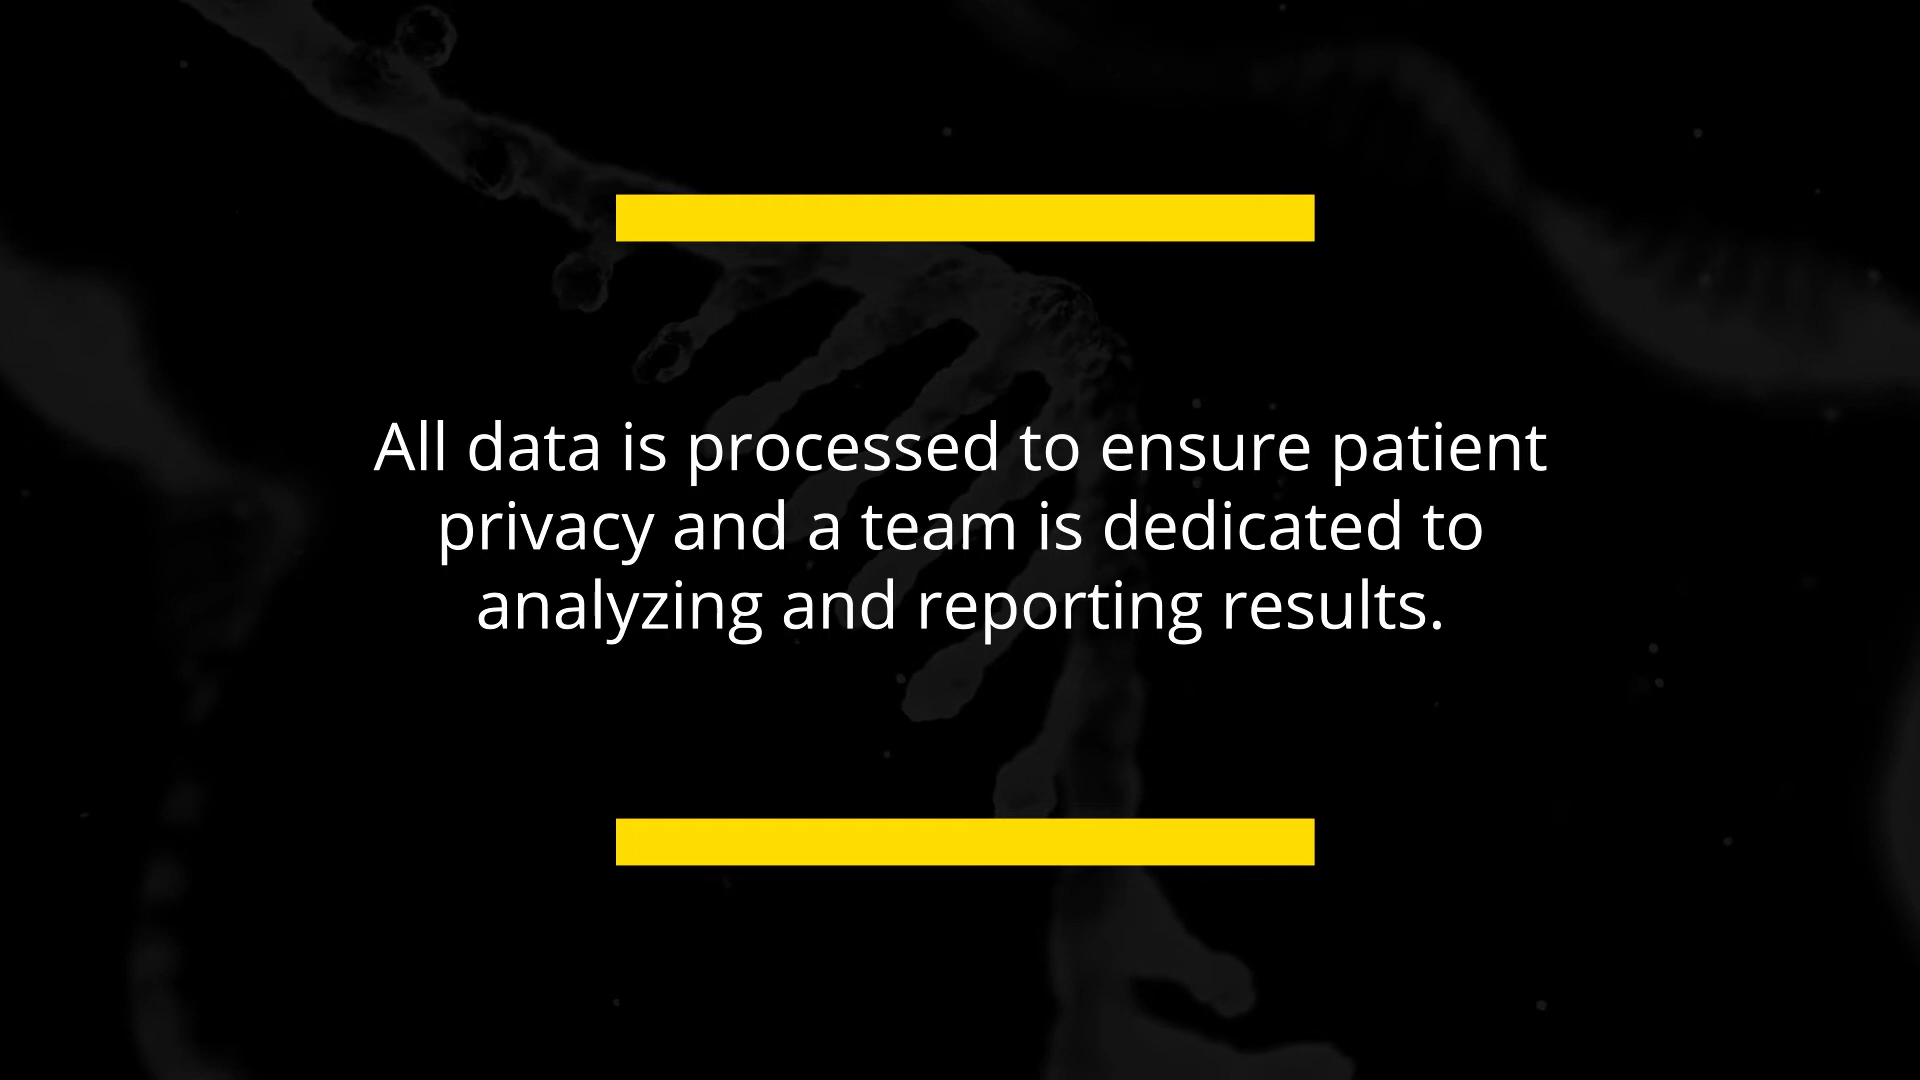 All data is processed to ensure patient
privacy and a team is dedicated to
analyzing and reporting results.